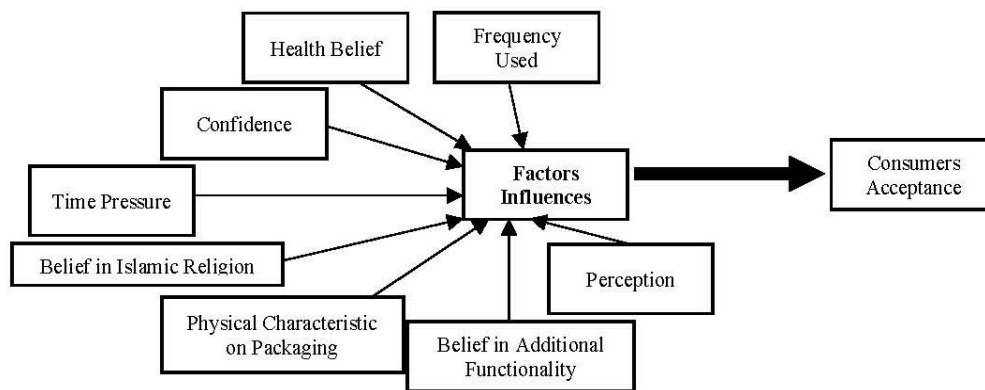 Health Belief
Frequency
Used
Confidence
Factors
Influences
Consumers
Acceptance
Time Pressure
Belief in Islamic Religion
Perception
Physical Characteristic
on Packaging
Belief in Additional
Functionality